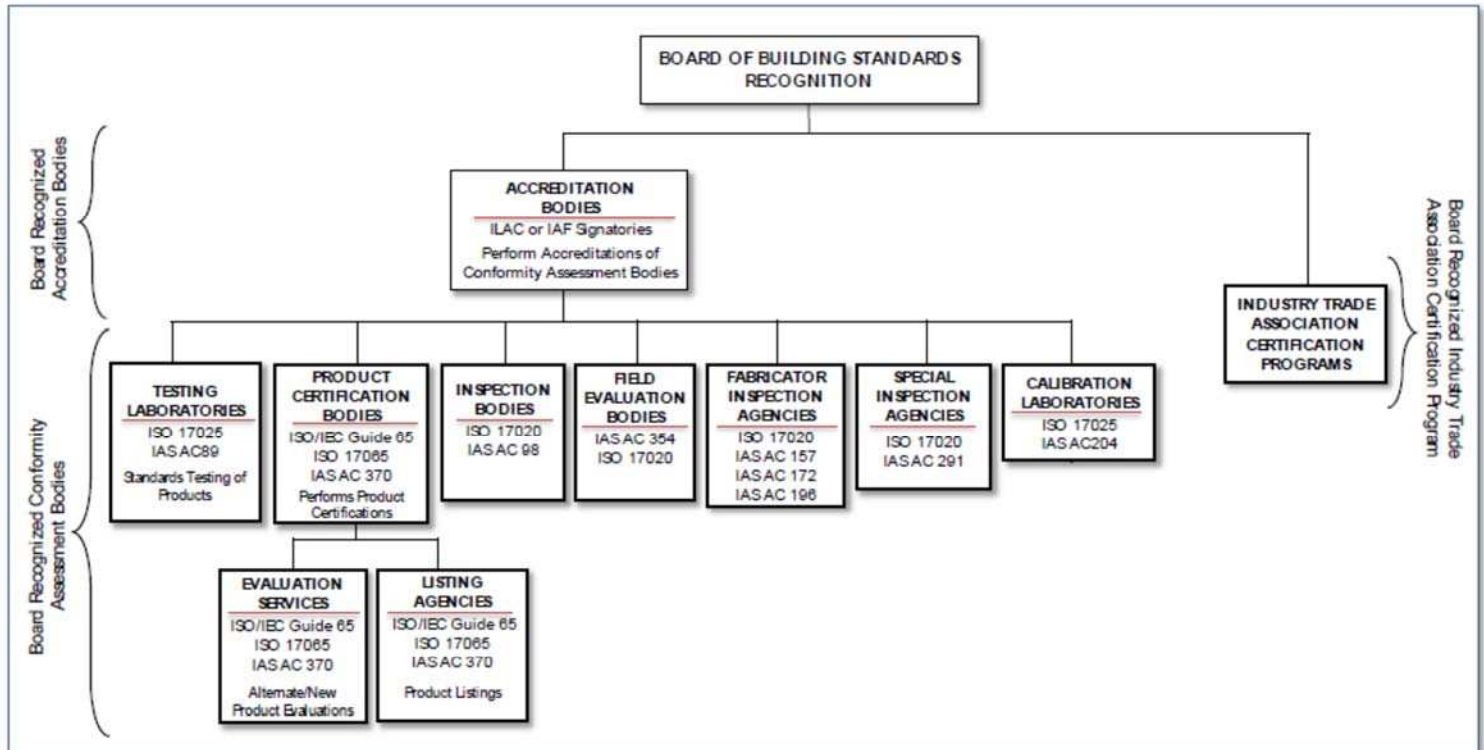 BOARD OF BUILDING STANDARDS
RECOGNITION
Board Recognized
Accreditation Bodies
ACCREDITATION
BODIES
ILAC or IAF Signatories
Perform Accreditations of
Conformity Assessment Bodies
INDUSTRY TRADE
ASSOCIATION
CERTIFICATION
PROGRAMS
Board Recognized Industry Trade
Association Certification Program
Board Recognized Conformity
Assessment Bodies
TESTING
LABORATORIES
ISO 17025
IAS AC89
Standards Testing of
Products
PRODUCT
CERTIFICATION
BODIES
ISO/IEC Guide 65
ISO 17065
IAS AC 370
Performs Product
Certifications
INSPECTION
BODIES
ISO 17020
IAS AC 98
FIELD
EVALUATION
BODIES
IAS AC 354
ISO 17020
FABRICATOR
INSPECTION
AGENCIES
ISO 17020
IAS AC 157
IAS AC 172
IAS AC 196
SPECIAL
INSPECTION
AGENCIES
ISO 17020
IAS AC 291
CALIBRATION
LABORATORIES
ISO 17025
IAS AC204
EVALUATION
SERVICES
ISO/IEC Guide 65
ISO 17065
IAS AC 370
Alternate/New
Product Evaluations
LISTING
AGENCIES
ISO/IEC Guide 65
ISO 17065
IAS AC 370
Product Listings